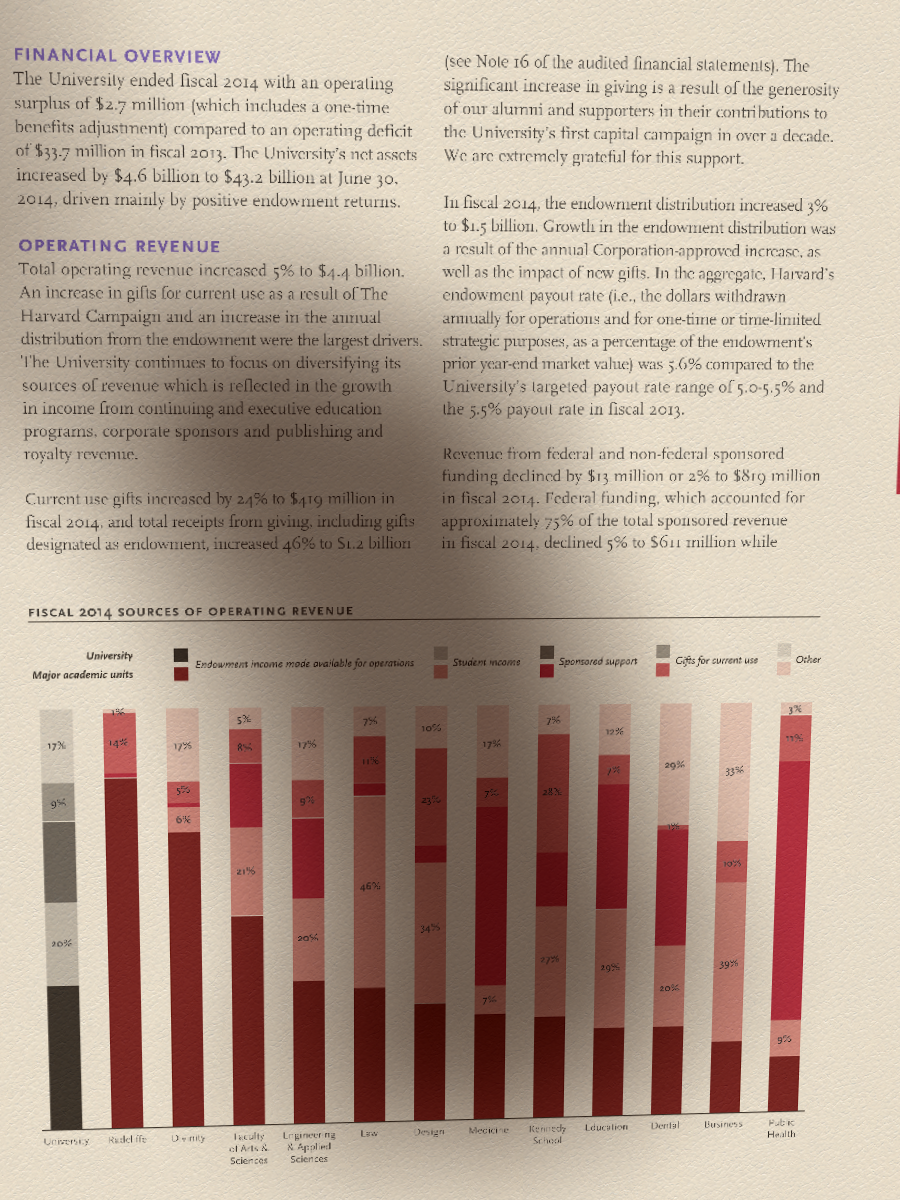 FINANCIAL OVERVIEW
The University ended fiscal 2014 with an operating
surplus of $2.7 million (which includes a one-time
benefits adjustment) compared to an operating deficit
of $33.7 million in fiscal 2013. The University's net assets
increased by $4.6 billion to $43.2 billion at June 30,
2014, driven mainly by positive endowment returns.
OPERATING REVENUE
Total operating revenue increased 5% to $4.4 billion.
An increase in gifts for current use as a result of The
Harvard Campaign and an increase in the annual
distribution from the endowment were the largest drivers.
The University continues to focus on diversifying its
sources of revenue which is reflected in the growth
in income from continuing and executive education
programs, corporate sponsors and publishing and
royalty revenue.
Current use gifts increased by 24% to $419 million in
fiscal 2014, and total receipts from giving, including gifts
designated as endowment, increased 46% to $1.2 billion
(see Note 16 of the audited financial statements). The
significant increase in giving is a result of the generosity
of our alumni and supporters in their contributions to
the University's first capital campaign in over a decade.
We are extremely grateful for this support.
In fiscal 2014, the endowment distribution increased 3%
to $1.5 billion. Growth in the endowment distribution was
a result of the annual Corporation-approved increase, as
well as the impact of new gifts. In the aggregate, Harvard's
endowment payout rate (i.e., the dollars withdrawn
annually for operations and for one-time or time-limited
strategic purposes, as a percentage of the endowment's
prior year-end market value) was 5.6% compared to the
University's targeted payout rate range of 5.0-5.5% and
the 5.5% payout rate in fiscal 2013.
Revenue from federal and non-federal sponsored
funding declined by $13 million or 2% to $819 million
in fiscal 2014. Federal funding, which accounted for
approximately 75% of the total sponsored revenue
in fiscal 2014, declined 5% to $611 million while
FISCAL 2014 SOURCES OF OPERATING REVENUE
University
Major academic units
Endowment income made available for operations
Student income
Sponsored support
Gifts for current use
Other
17% 1% 17% 5% 17% 7% 10% 17% 7% 12% 29% 33% 3%
9% 14% 5% 8% 9% 11% 23% 7% 28% 7% 1% 10% 11%
20% 6% 21% 20% 46% 34% 7% 27% 29% 20% 39% 9%
University
Radcliffe
Divinity
Faculty
of Arts &
Sciences
Engineering
& Applied
Sciences
Law
Design
Medicine
Kennedy
School
Education
Dental
Business
Public
Health